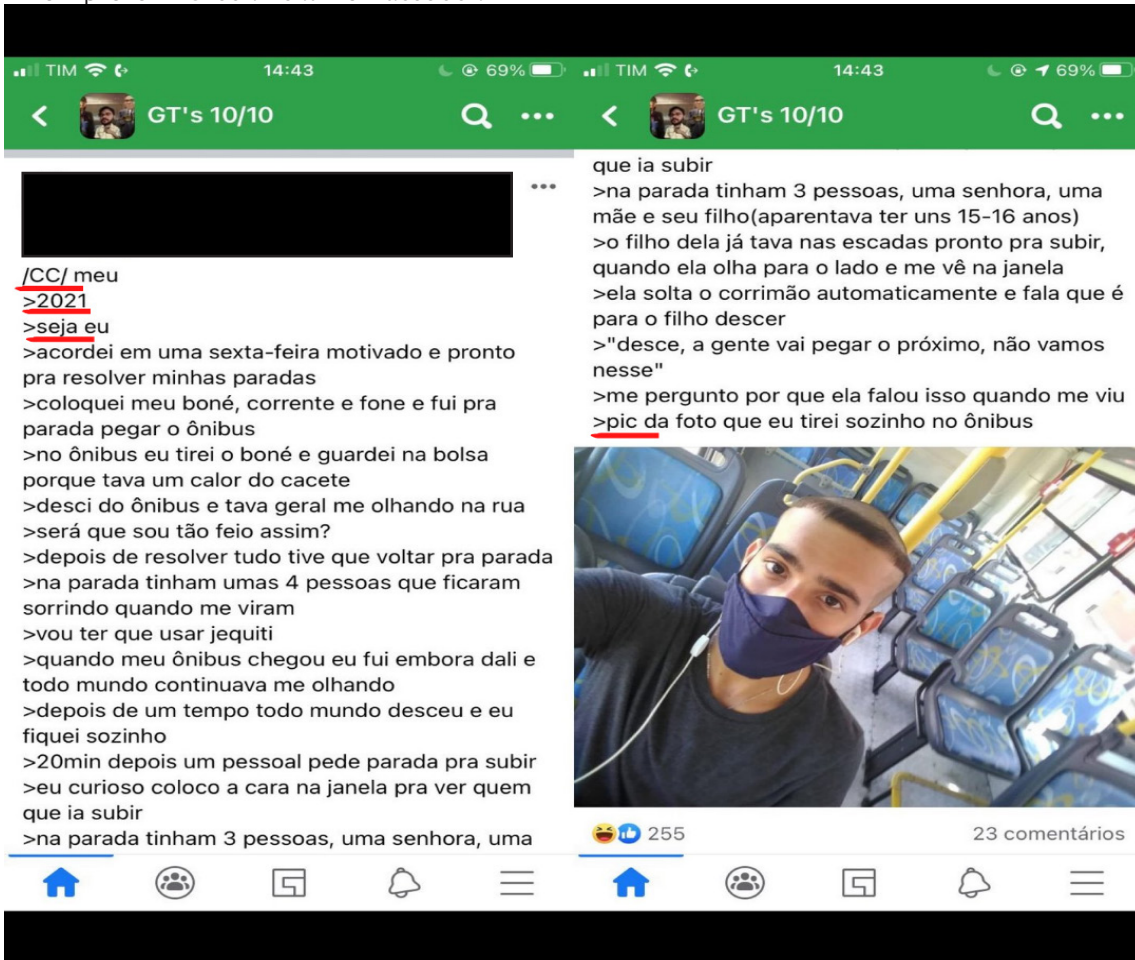 TIM 14:43 69%
GT's 10/10
/CC/ meu
>2021
>seja eu
>acordei em uma sexta-feira motivado e pronto
pra resolver minhas paradas
>coloquei meu boné, corrente e fone e fui pra
parada pegar o ônibus
>no ônibus eu tirei o boné e guardei na bolsa
porque tava um calor do cacete
>desci do ônibus e tava geral me olhando na rua
>será que sou tão feio assim?
>depois de resolver tudo tive que voltar pra parada
>na parada tinham umas 4 pessoas que ficaram
sorrindo quando me viram
>vou ter que usar jequiti
>quando meu ônibus chegou eu fui embora dali e
todo mundo continuava me olhando
>depois de um tempo todo mundo desceu e eu
fiquei sozinho
>20min depois um pessoal pede parada pra subir
>eu curioso coloco a cara na janela pra ver quem
que ia subir
>na parada tinham 3 pessoas, uma senhora, uma
TIM 14:43 69%
GT's 10/10
que ia subir
>na parada tinham 3 pessoas, uma senhora, uma
mãe e seu filho(aparentava ter uns 15-16 anos)
>o filho dela já tava nas escadas pronto pra subir,
quando ela olha para o lado e me vê na janela
>ela solta o corrimão automaticamente e fala que é
para o filho descer
>"desce, a gente vai pegar o próximo, não vamos
nesse"
>me pergunto por que ela falou isso quando me viu
>pic da foto que eu tirei sozinho no ônibus
255 23 comentários